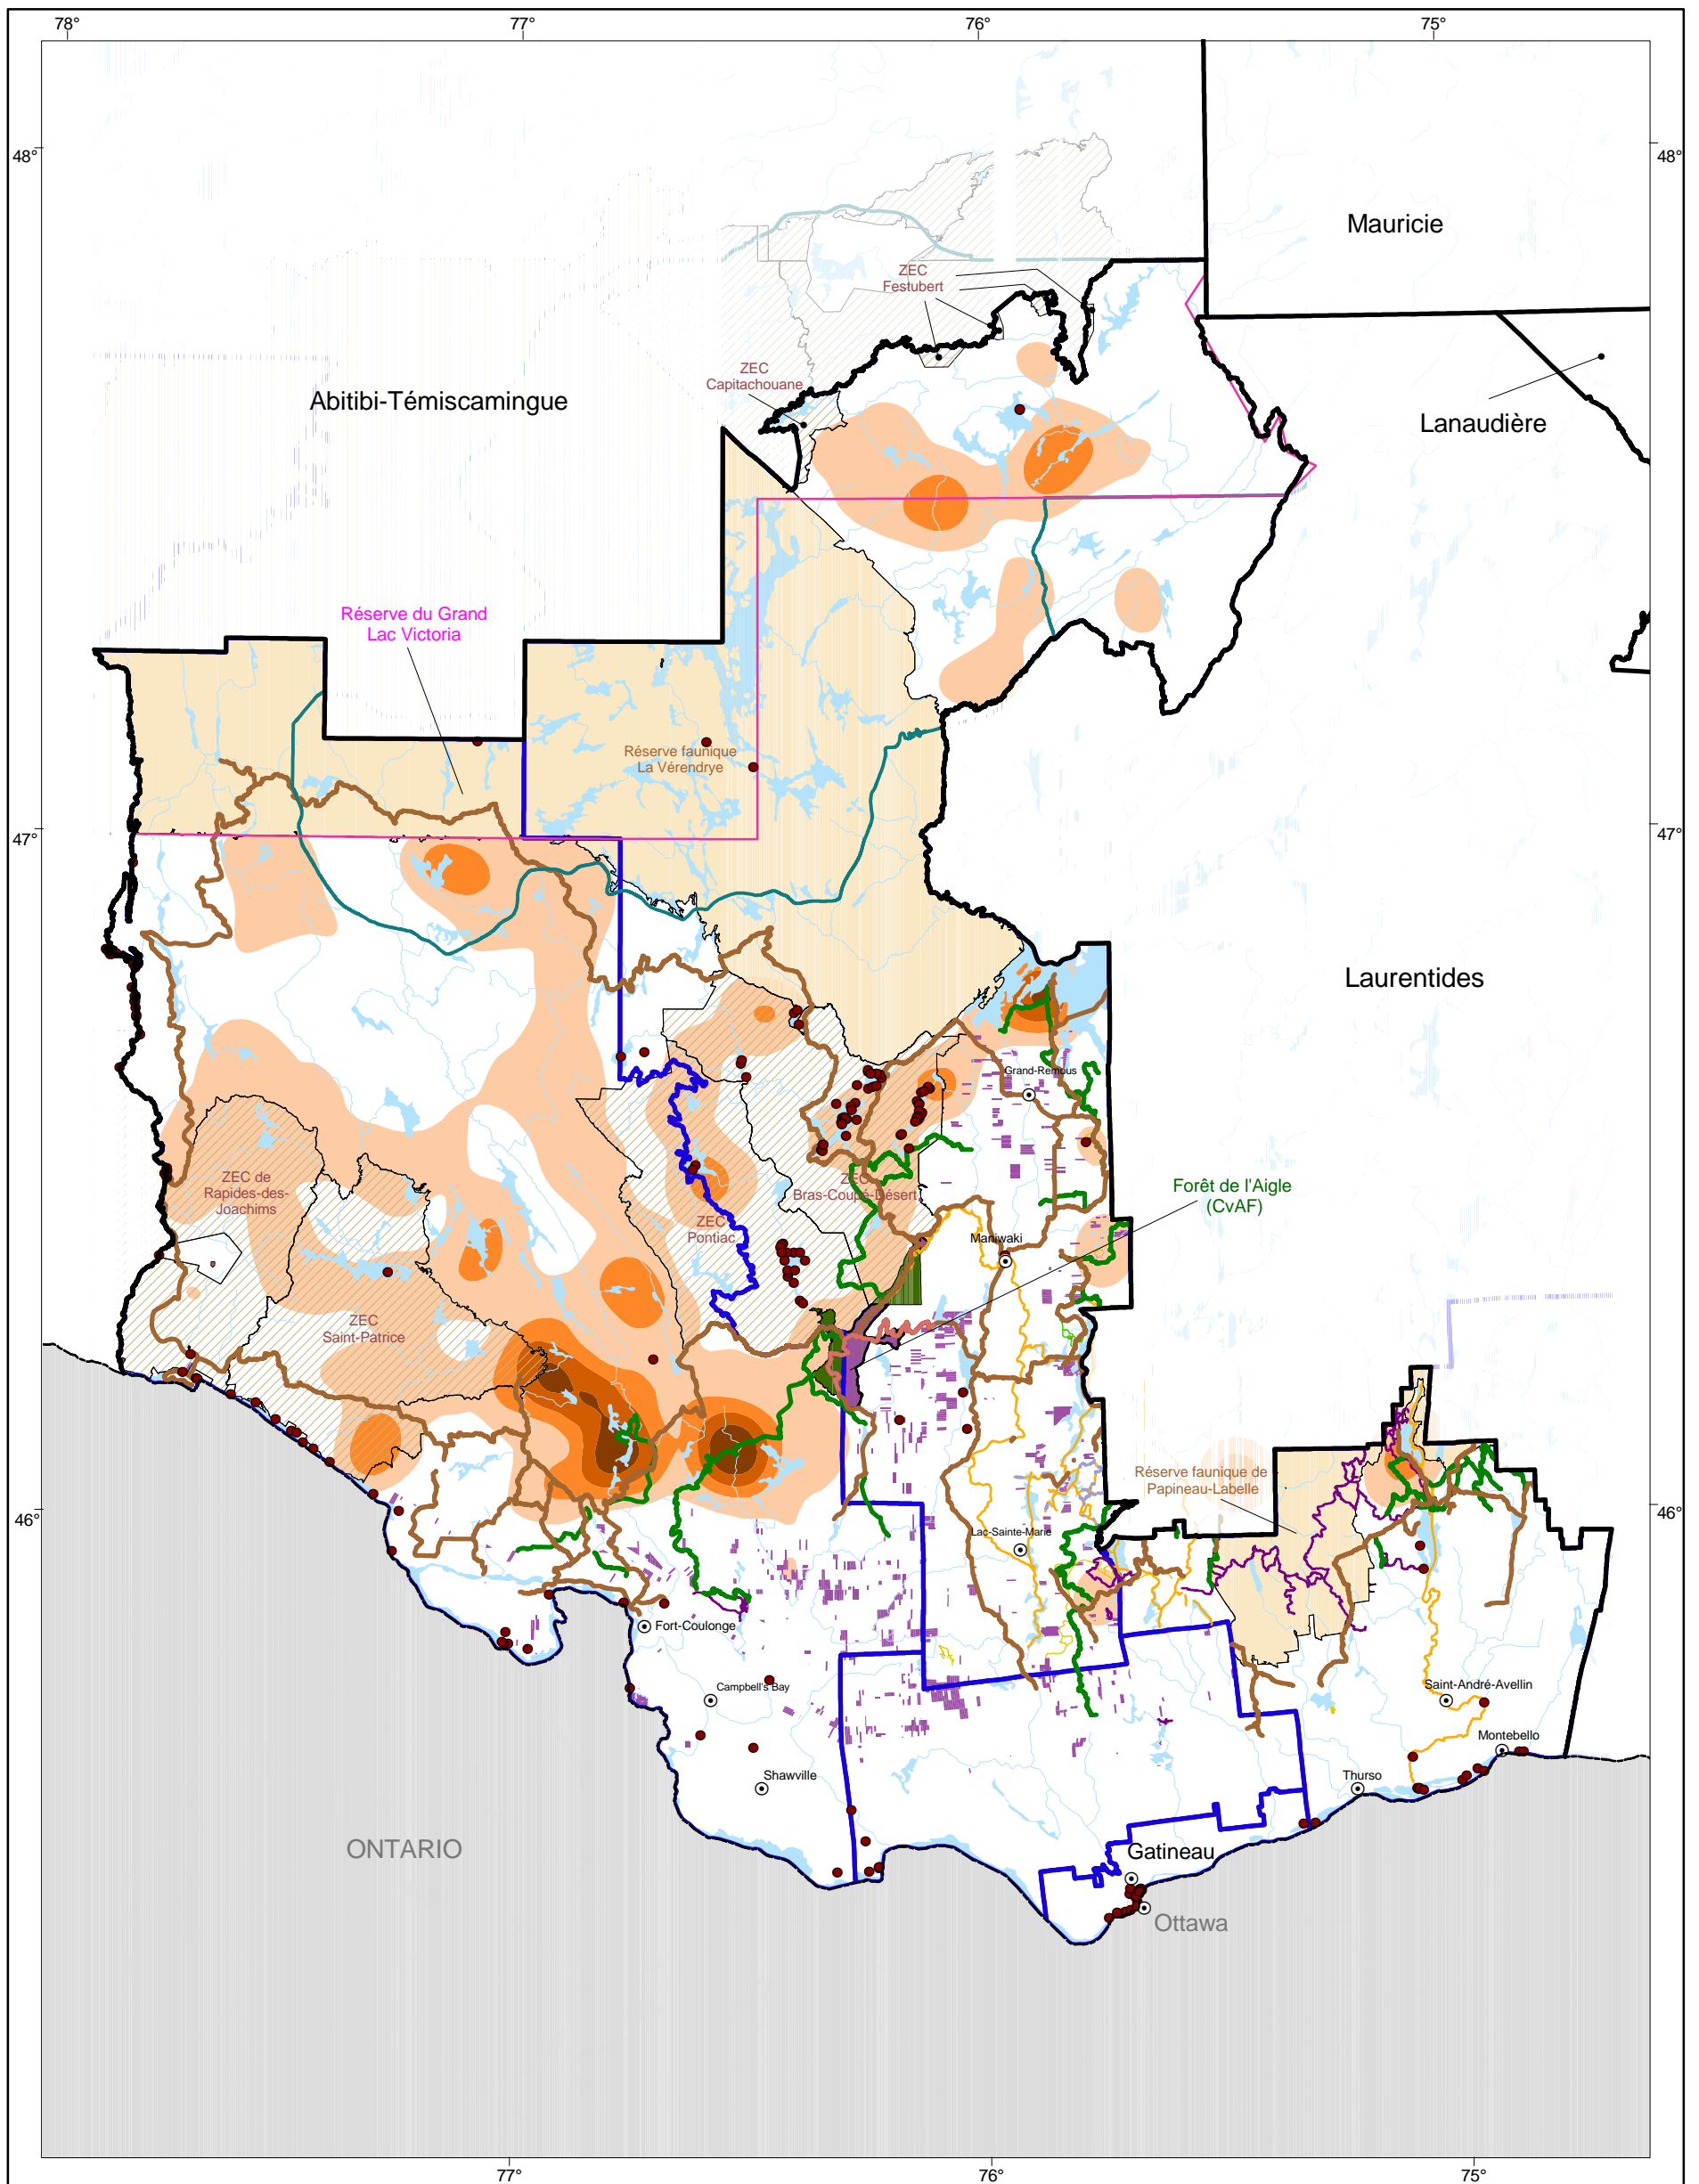 78°
77°
76°
75°
48°
48°
Mauricie
ZEC
Festubert
ZEC
Capitachouane
Abitibi-Témiscamingue
Lanaudière
Réserve du Grand
Lac Victoria
Réserve faunique
La Vérendrye
47°
47°
Laurentides
Grand-Remous
ZEC de
Rapides-des-
Joachims
ZEC
Bras-Coupé-Désert
Forêt de l'Aigle
(CvAF)
ZEC
Pontiac
Maniwaki
ZEC
Saint-Patrice
Réserve faunique de
Papineau-Labelle
46°
46°
Lac-Sainte-Marie
Fort-Coulonge
Campbell's Bay
Saint-André-Avellin
Montebello
Shawville
Thurso
ONTARIO
Gatineau
Ottawa
77°
76°
75°